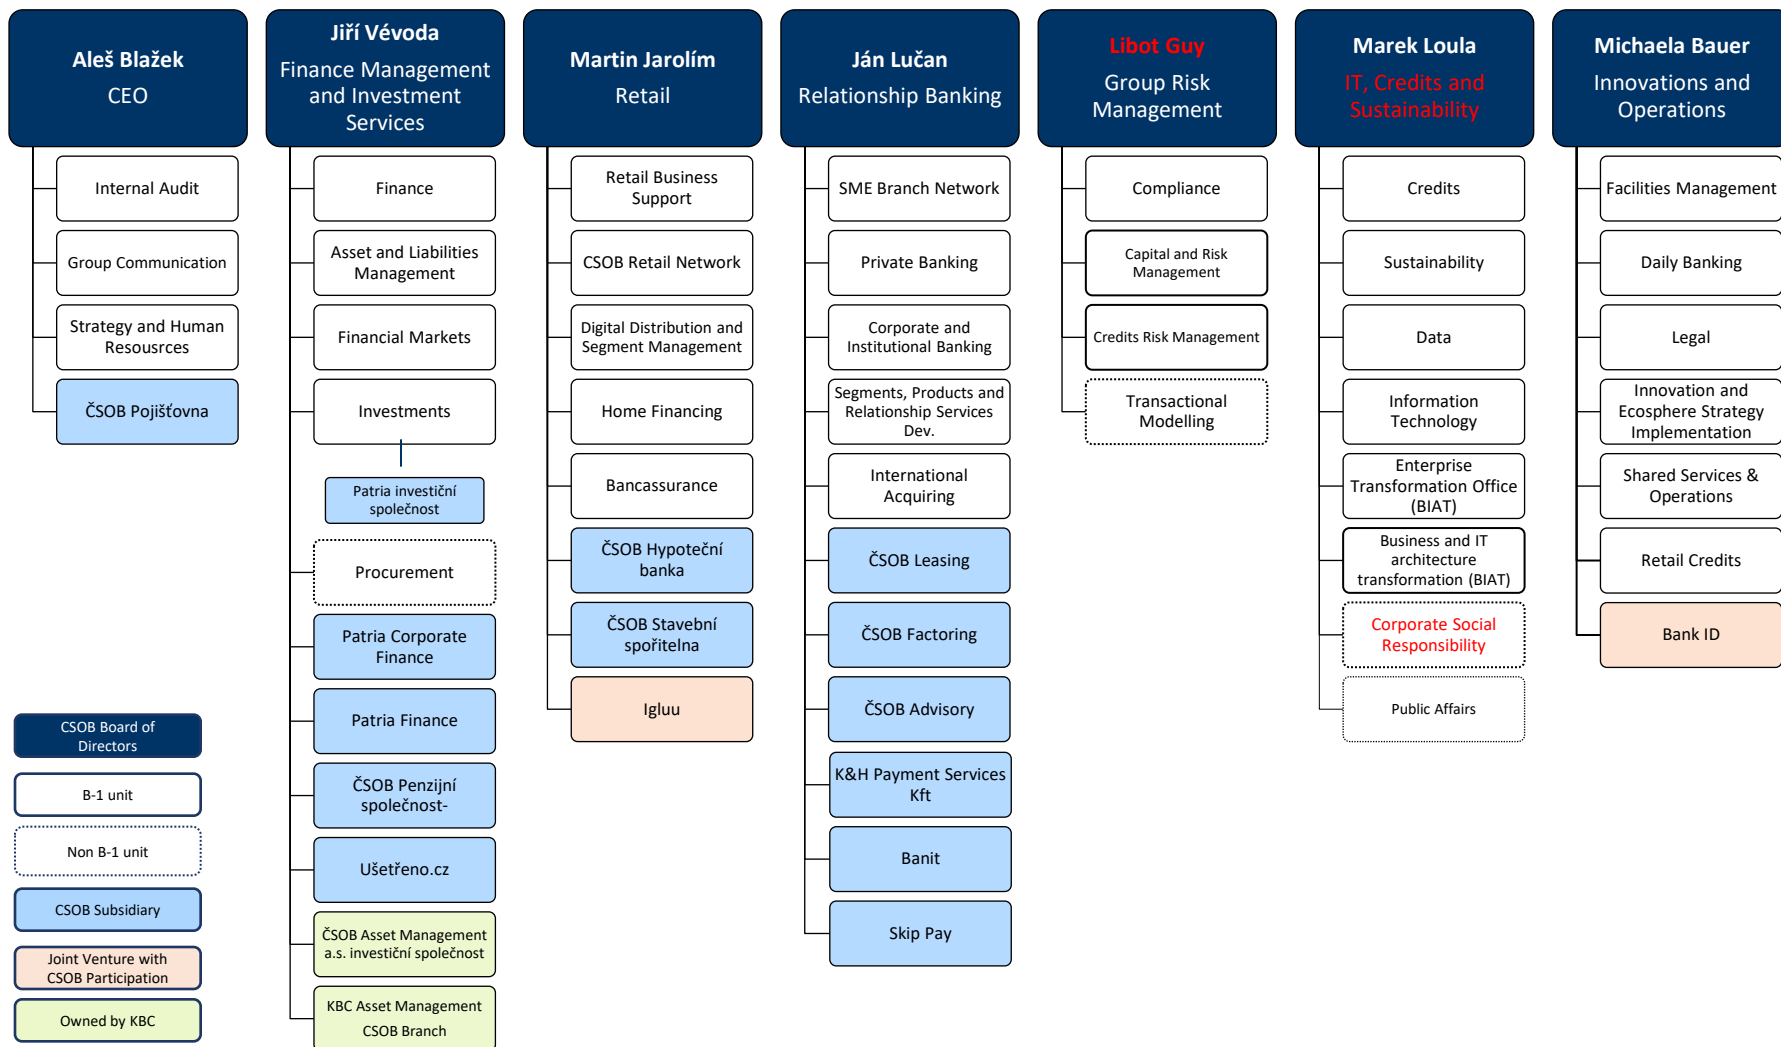 Aleš Blažek
CEO
Internal Audit
Group Communication
Strategy and Human
Resousrces
ČSOB Pojišťovna
Jiří Vévoda
Finance Management
and Investment
Services
Finance
Asset and Liabilities
Management
Financial Markets
Investments
Patria investiční
společnost
Procurement
Patria Corporate
Finance
Patria Finance
ČSOB Penzijní
společnost-
Ušetřeno.cz
ČSOB Asset Management
a.s. investiční společnost
KBC Asset Management
CSOB Branch
Martin Jarolím
Retail
Retail Business
Support
CSOB Retail Network
Digital Distribution and
Segment Management
Home Financing
Bancassurance
ČSOB Hypoteční
banka
ČSOB Stavební
spořitelna
Igluu
Ján Lučan
Relationship Banking
SME Branch Network
Private Banking
Corporate and
Institutional Banking
Segments, Products and
Relationship Services
Dev.
International
Acquiring
ČSOB Leasing
ČSOB Factoring
ČSOB Advisory
K&H Payment Services
Kft
Banit
Skip Pay
Libot Guy
Group Risk
Management
Compliance
Capital and Risk
Management
Credits Risk Management
Transactional
Modelling
Marek Loula
IT, Credits and
Sustainability
Credits
Sustainability
Data
Information
Technology
Enterprise
Transformation Office
(BIAT)
Business and IT
architecture
transformation (BIAT)
Corporate Social
Responsibility
Public Affairs
Michaela Bauer
Innovations and
Operations
Facilities Management
Daily Banking
Legal
Innovation and
Ecosphere Strategy
Implementation
Shared Services &
Operations
Retail Credits
Bank ID
CSOB Board of
Directors
B-1 unit
Non B-1 unit
CSOB Subsidiary
Joint Venture with
CSOB Participation
Owned by KBC